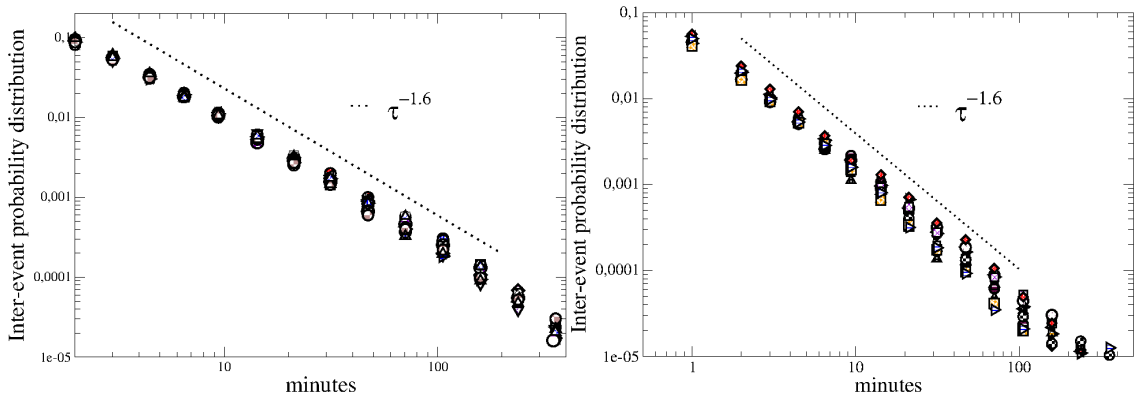 Inter-event probability distribution
0,1
0,01
0,001
0,0001
1e-05
10
100
minutes
τ-1.6
Inter-event probability distribution
0,1
0,01
0,001
0,0001
1e-05
1
10
100
minutes
τ-1.6